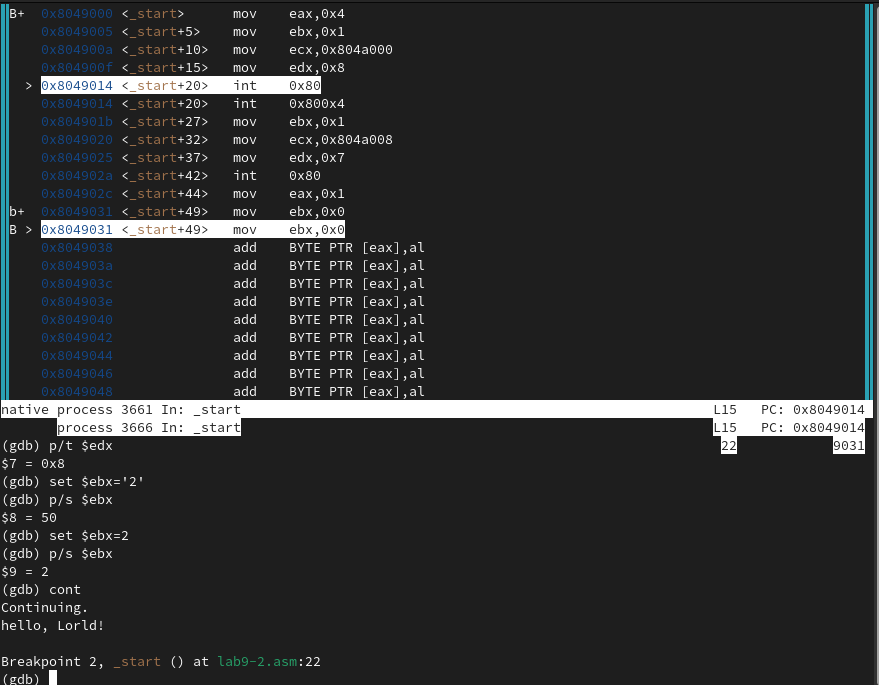 B+ 0x8049000 <_start> mov eax,0x4
0x8049005 <_start+5> mov ebx,0x1
0x804900a <_start+10> mov ecx,0x804a000
0x804900f <_start+15> mov edx,0x8
> 0x8049014 <_start+20> int 0x80
0x8049014 <_start+20> int 0x800x4
0x804901b <_start+27> mov ebx,0x1
0x8049020 <_start+32> mov ecx,0x804a008
0x8049025 <_start+37> mov edx,0x7
0x804902a <_start+42> int 0x80
0x804902c <_start+44> mov eax,0x1
b+ 0x8049031 <_start+49> mov ebx,0x0
B > 0x8049031 <_start+49> mov ebx,0x0
0x8049038 add BYTE PTR [eax],al
0x804903a add BYTE PTR [eax],al
0x804903c add BYTE PTR [eax],al
0x804903e add BYTE PTR [eax],al
0x8049040 add BYTE PTR [eax],al
0x8049042 add BYTE PTR [eax],al
0x8049044 add BYTE PTR [eax],al
0x8049046 add BYTE PTR [eax],al
0x8049048 add BYTE PTR [eax],al
native process 3661 In: _start L15 PC: 0x8049014
process 3666 In: _start L15 PC: 0x8049014
(gdb) p/t $edx 22 9031
$7 = 0x8
(gdb) set $ebx='2'
(gdb) p/s $ebx
$8 = 50
(gdb) set $ebx=2
(gdb) p/s $ebx
$9 = 2
(gdb) cont
Continuing.
hello, Lorld!
Breakpoint 2, _start () at lab9-2.asm:22
(gdb)